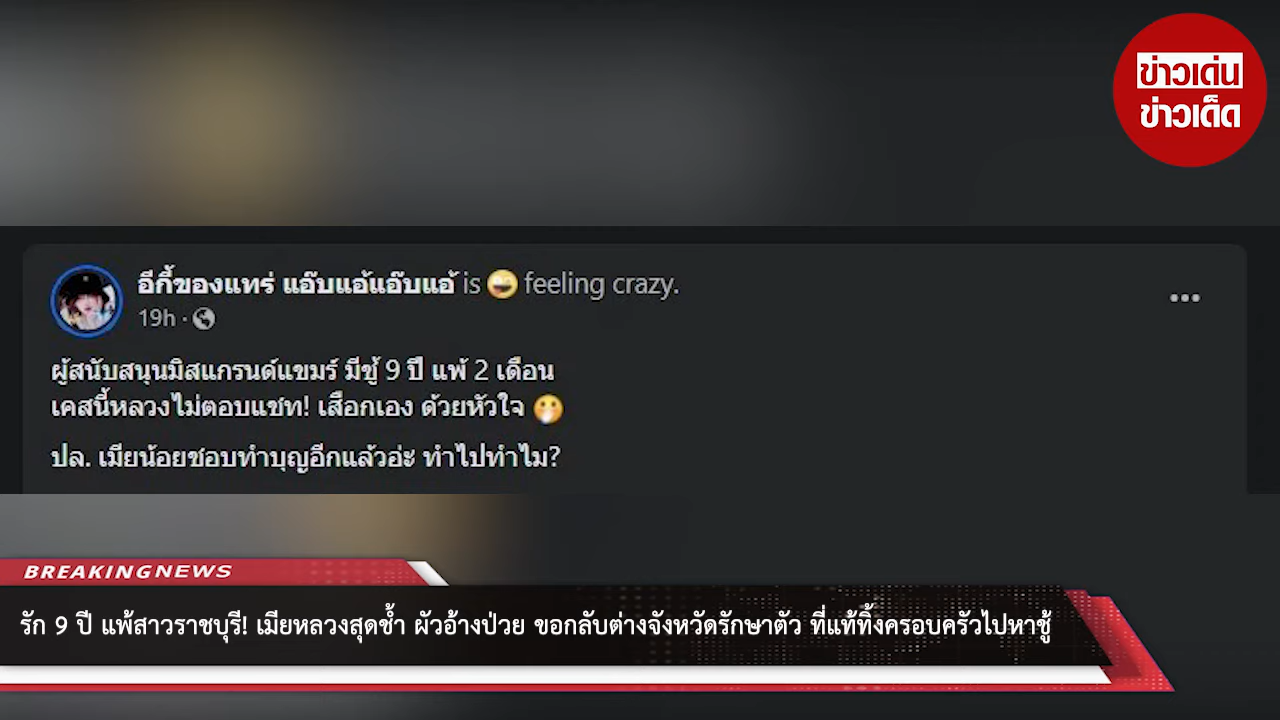 ข่าวเด่น
ข่าวเด็ด
อีกี้ของแทร่ แอ๊บแอ้แอ๊บแอ้ is 😜 feeling crazy.
19h ·
ผู้สนับสนุนมิสแกรนด์แขมร์ มีชู้ 9 ปี แพ้ 2 เดือน
เคสนี้หลวงไม่ตอบแชท! เสือกเอง ด้วยหัวใจ 🤭
ปล. เมียน้อยชอบทำบุญอีกแล้วอ่ะ ทำไปทำไม?
BREAKINGNEWS
รัก 9 ปี แพ้สาวราชบุรี! เมียหลวงสุดช้ำ ผัวอ้างป่วย ขอกลับต่างจังหวัดรักษาตัว ที่แท้ทิ้งครอบครัวไปหาชู้